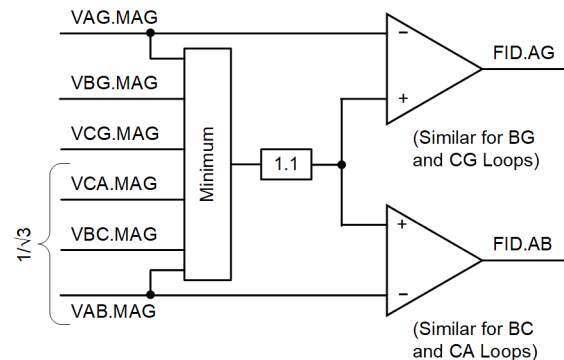 VAG.MAG
FID.AG
VBG.MAG
VCG.MAG
(Similar for BG
and CG Loops)
Minimum
1.1
VCA.MAG
1/√3
VBC.MAG
FID.AB
VAB.MAG
(Similar for BC
and CA Loops)
−
+
+
−